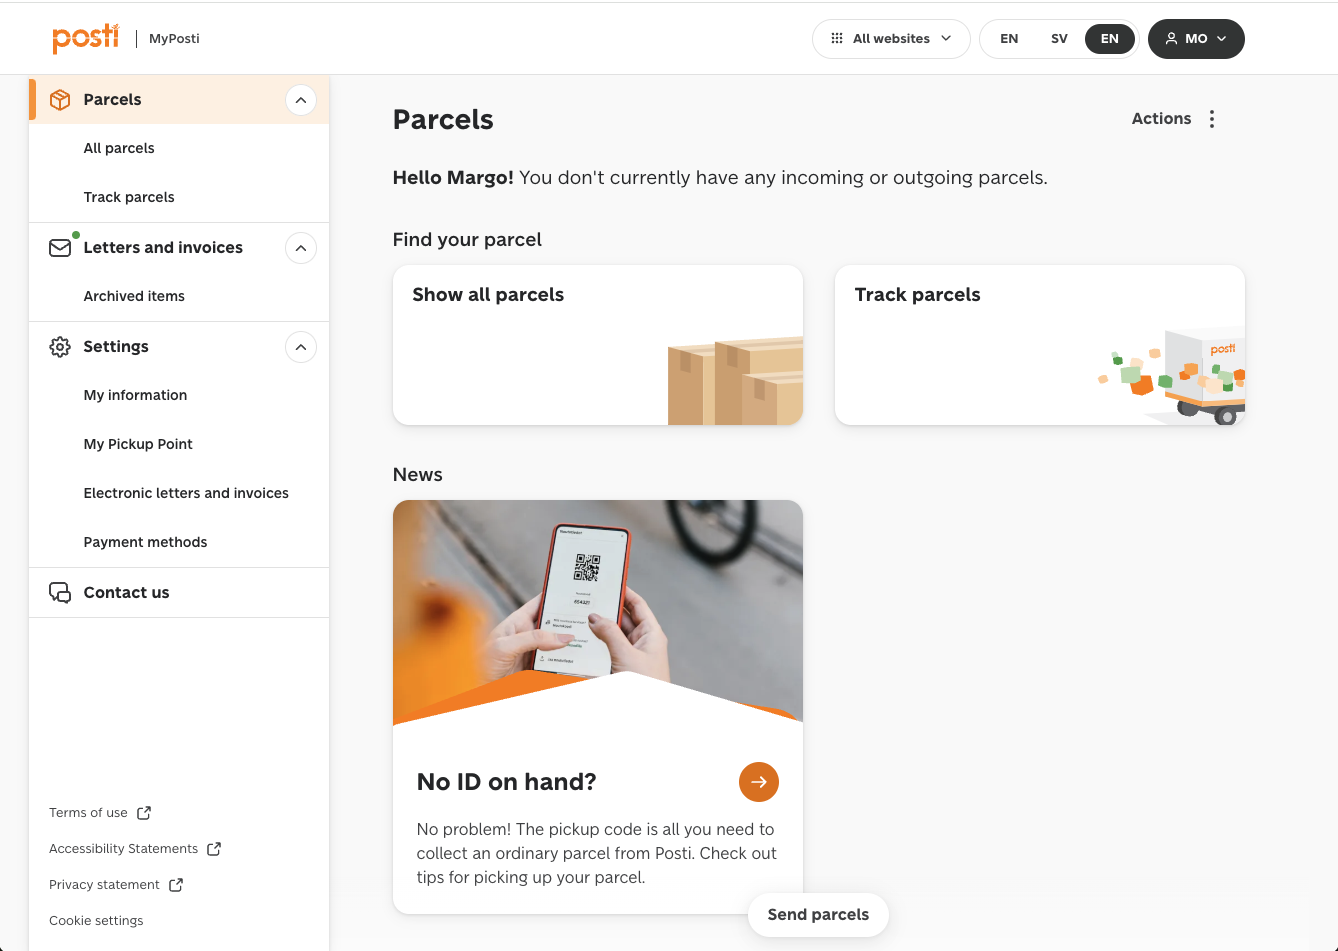 posti
MyPosti
All websites
EN
SV
EN
MO
Parcels
All parcels
Track parcels
Letters and invoices
Archived items
Settings
My information
My Pickup Point
Electronic letters and invoices
Payment methods
Contact us
Terms of use
Accessibility Statements
Privacy statement
Cookie settings
Parcels
Actions
Hello Margo! You don't currently have any incoming or outgoing parcels.
Find your parcel
Show all parcels
Track parcels
posti
News
654321
No ID on hand?
No problem! The pickup code is all you need to
collect an ordinary parcel from Posti. Check out
tips for picking up your parcel.
Send parcels